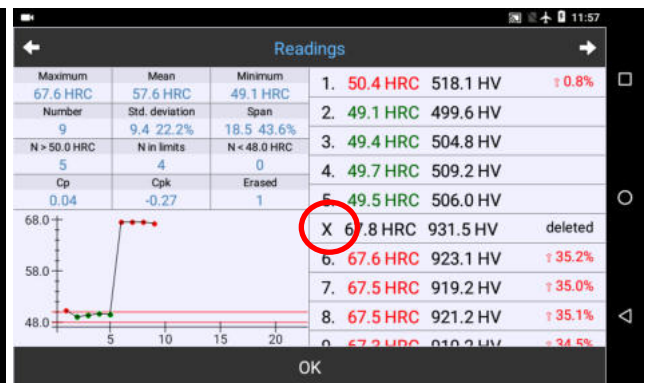 11:57
Readings
Maximum Mean Minimum
67.6 HRC 57.6 HRC 49.1 HRC
Number Std. deviation Span
9 9.4 22.2% 18.5 43.6%
N > 50.0 HRC N in limits N < 48.0 HRC
5 4 0
Cp Cpk Erased
0.04 -0.27 1
68.0
58.0
48.0
5 10 15 20
1. 50.4 HRC 518.1 HV ⇧ 0.8%
2. 49.1 HRC 499.6 HV
3. 49.4 HRC 504.8 HV
4. 49.7 HRC 509.2 HV
5. 49.5 HRC 506.0 HV
X 67.8 HRC 931.5 HV deleted
6. 67.6 HRC 923.1 HV ⇧ 35.2%
7. 67.5 HRC 919.2 HV ⇧ 35.0%
8. 67.5 HRC 921.2 HV ⇧ 35.1%
HRC HV 34.5%
OK